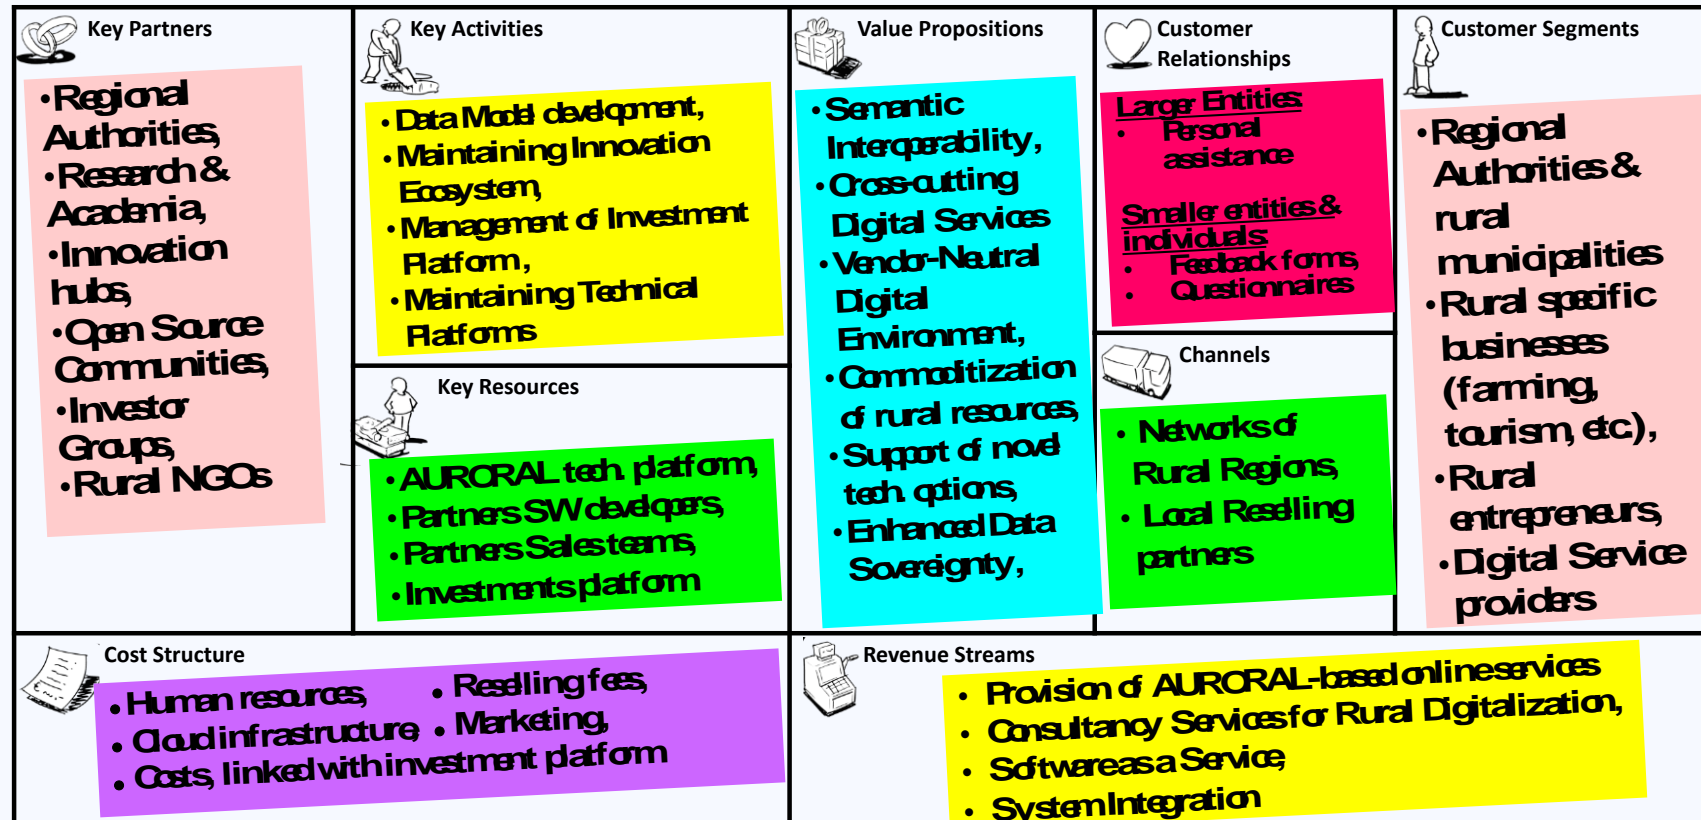 Key Partners
• Regional
Authorities,
• Research &
Academia,
• Innovation
hubs,
• Open Source
Communities,
• Investor
Groups,
• Rural NGOs
Key Activities
• Data Model development,
• Maintaining Innovation
Ecosystem,
• Management of Investment
Platform,
• Maintaining Technical
Platforms
Key Resources
• AURORAL tech. platform,
• Partners SW developers,
• Partners Sales teams,
• Investments platform
Value Propositions
• Semantic
Interoperability,
• Cross-cutting
Digital Services
• Vendor-Neutral
Digital
Environment,
• Commoditization
of rural resources,
• Support of novel
tech. options,
• Enhanced Data
Sovereignty,
Customer
Relationships
Larger Entities:
• Personal
assistance
Smaller entities &
individuals:
• Feedback forms,
• Questionnaires
Channels
• Networks of
Rural Regions,
• Local Reselling
partners
Customer Segments
• Regional
Authorities &
rural
municipalities
• Rural specific
businesses
(farming,
tourism, etc.),
• Rural
entrepreneurs,
• Digital Service
providers
Cost Structure
• Human resources,
• Cloud infrastructure,
• Costs, linked with investment platform
• Reselling fees,
• Marketing,
Revenue Streams
• Provision of AURORAL-based online services
• Consultancy Services for Rural Digitalization,
• Software as a Service,
• System Integration